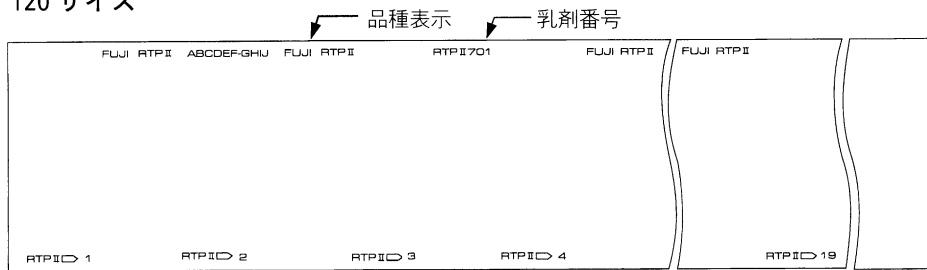 120 サイズ
品種表示 乳剤番号
FUJI RTPⅡ ABCDEF-GHIJ FUJI RTPⅡ RTPⅡ701 FUJI RTPⅡ FUJI RTPⅡ
RTPⅡ 1 RTPⅡ 2 RTPⅡ 3 RTPⅡ 4 RTPⅡ 19